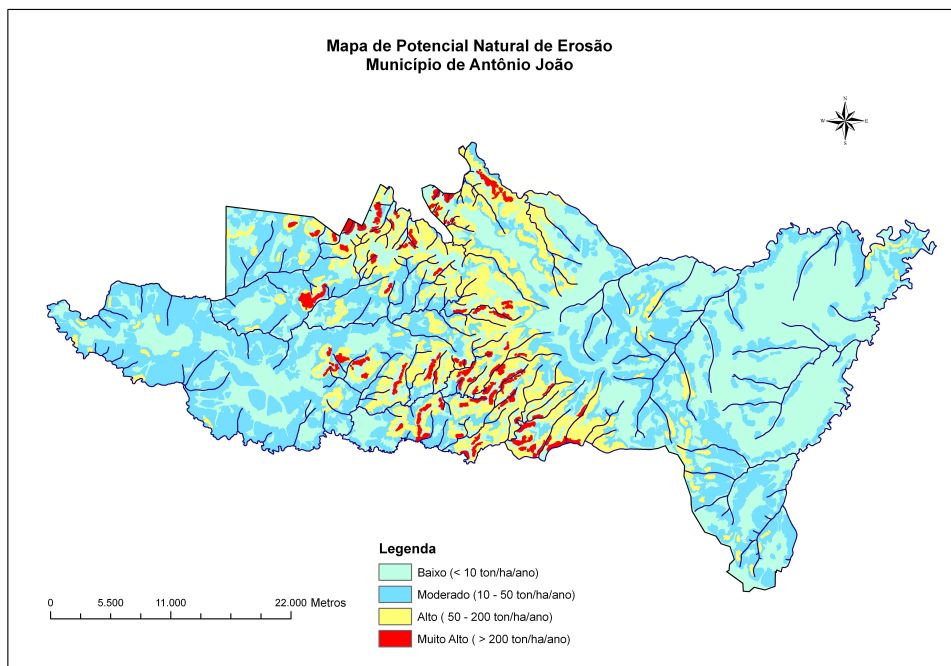 Mapa de Potencial Natural de Erosão
Município de Antônio João
N
W E
S
Legenda
Baixo (< 10 ton/ha/ano)
Moderado (10 - 50 ton/ha/ano)
Alto ( 50 - 200 ton/ha/ano)
Muito Alto ( > 200 ton/ha/ano)
0 5.500 11.000 22.000 Metros